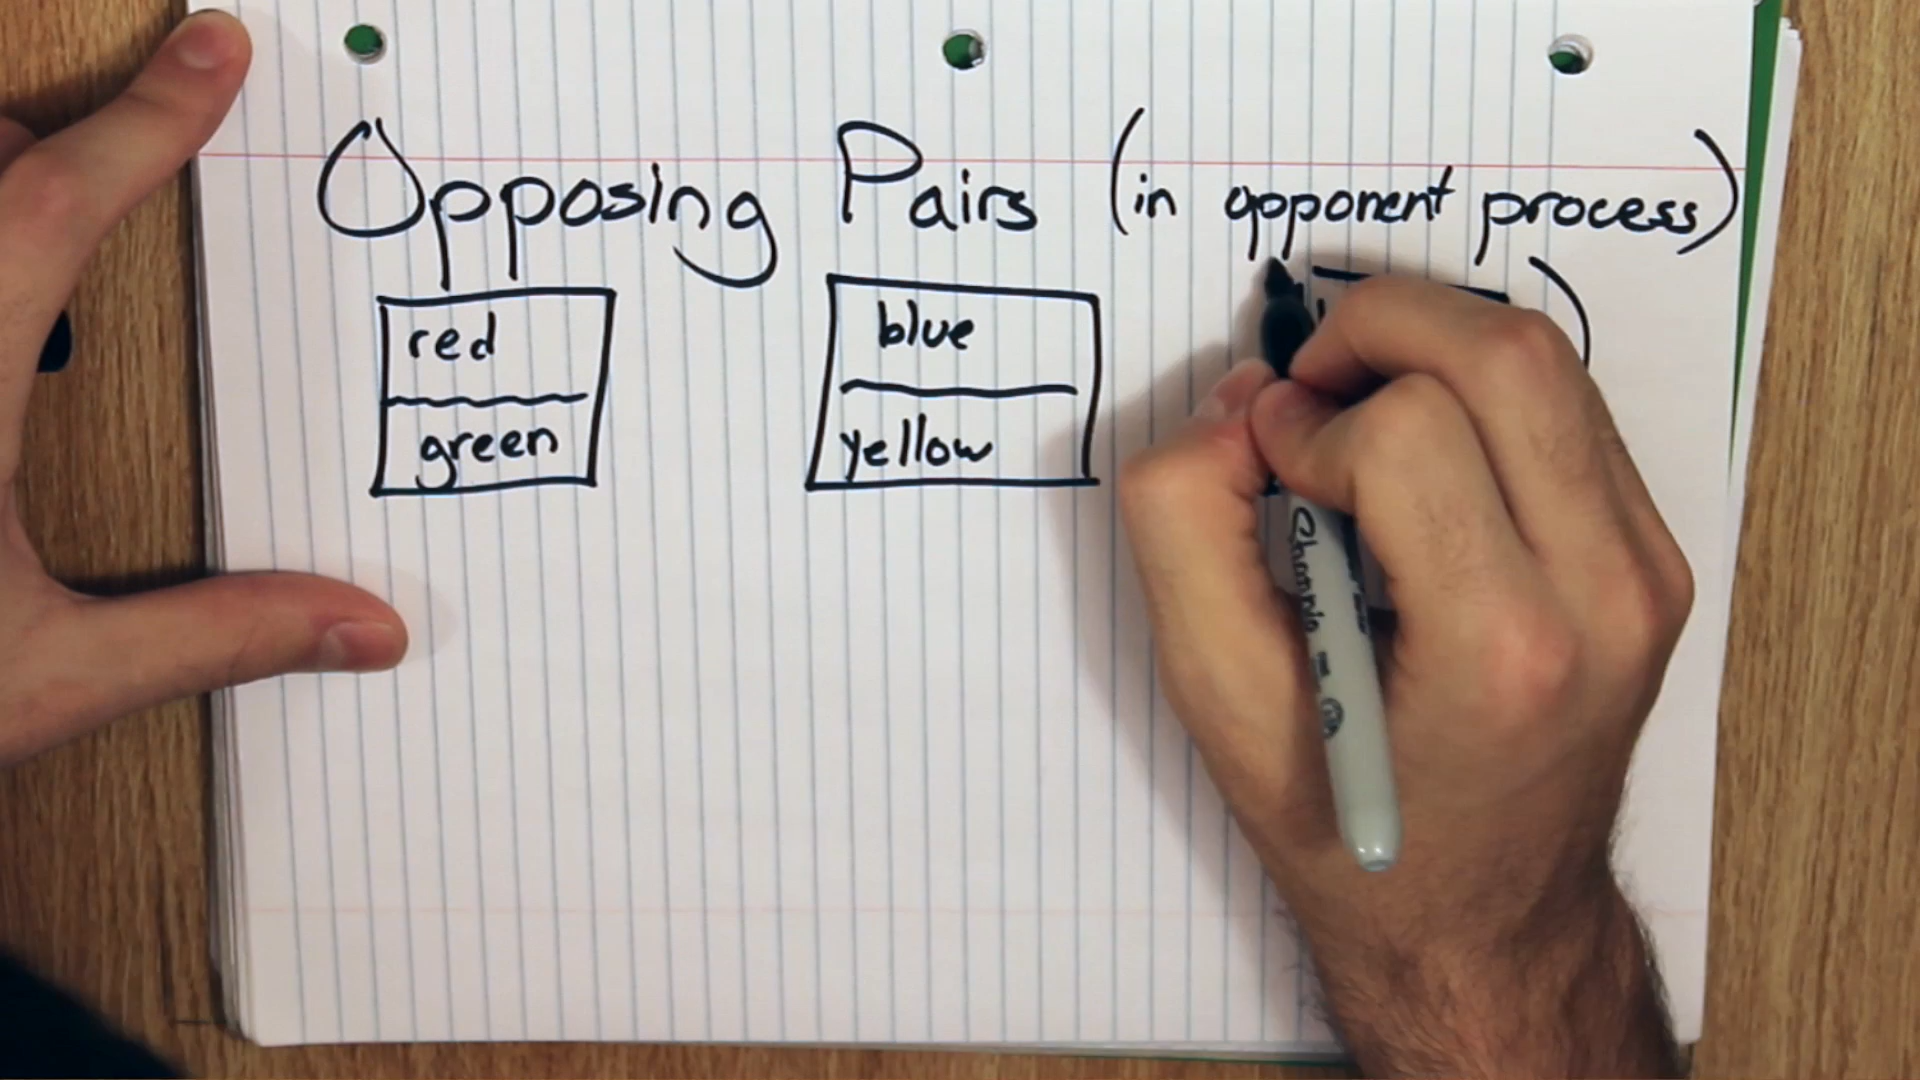 Opposing Pairs (in opponent process)
red
green
blue
yellow